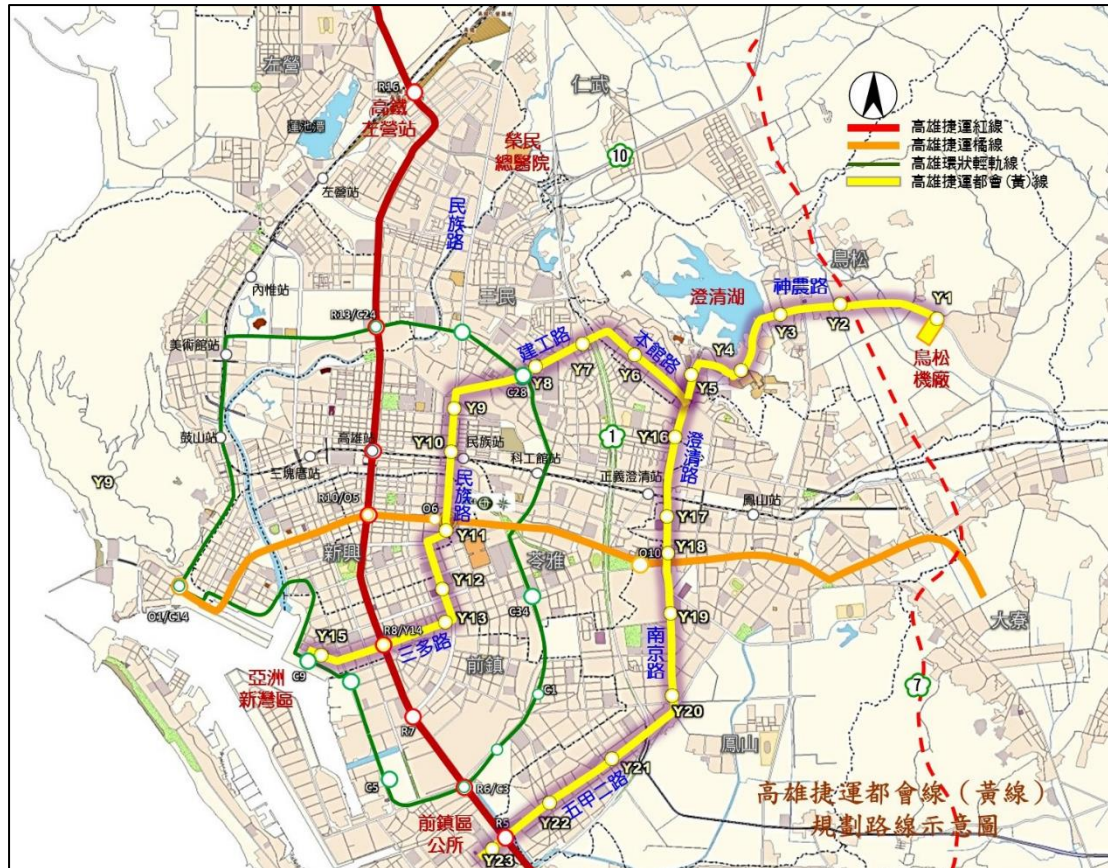 左營
R16
高鐵
左營站
蓮池潭
仁武
榮民
總醫院
10
高雄捷運紅線
高雄捷運橘線
高雄環狀輕軌線
高雄捷運都會(黃)線
左營站
民族路
內惟站
三民
澄清湖
神農路
鳥松
Y1
Y2
Y3
R13/C24
美術館站
建工路
本館路
Y4
鳥松
機廠
Y5
Y6
Y7
Y8
C28
Y9
鼓山站
高雄站
Y10
民族站
科工館站
1
Y16
澄清路
三塊厝站
正義澄清站
鳳山站
Y9
民族路
R10/O5
O6
Y11
Y17
新興
苓雅
O10
Y18
O1/C14
Y12
C34
Y19
大寮
R8/Y14
Y13
三多路
Y15
南京路
前鎮
C9
亞洲
新灣區
C1
7
Y20
R7
鳳山
Y21
C5
R6/C3
五甲二路
Y22
前鎮區
公所
R5
Y23
高雄捷運都會線（黃線）
規劃路線示意圖